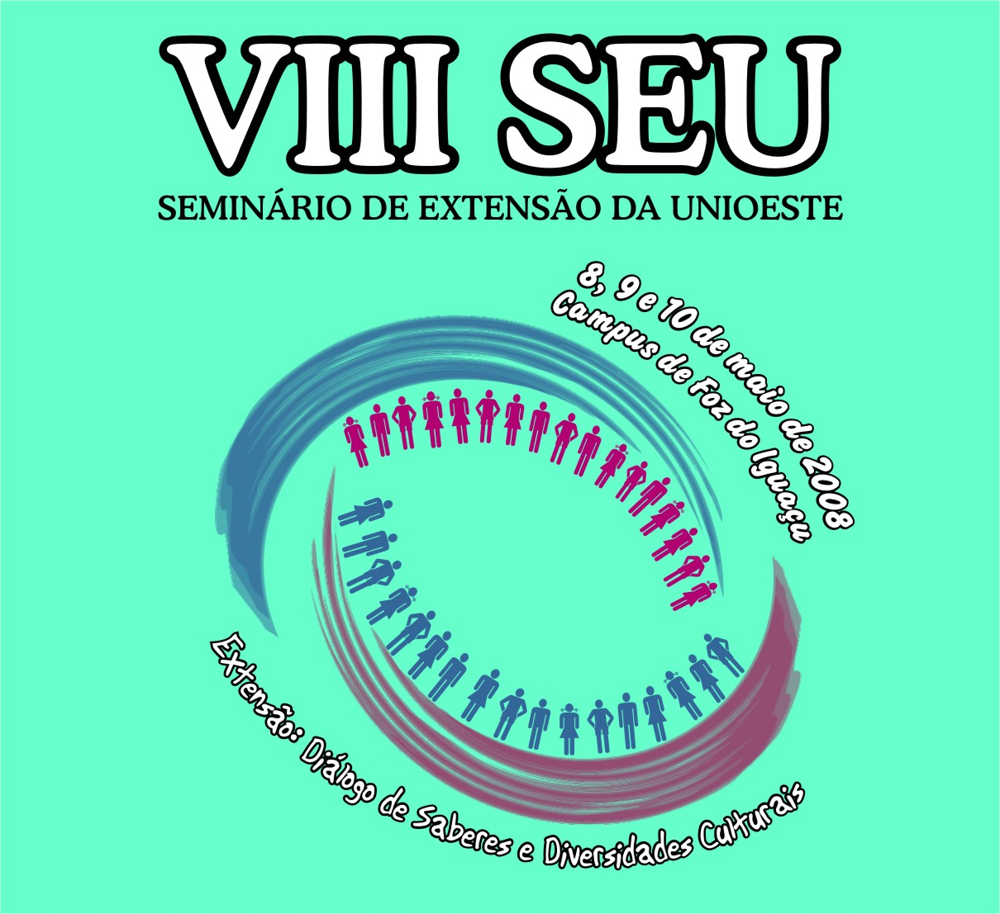 VIII SEU
SEMINÁRIO DE EXTENSÃO DA UNIOESTE
8, 9 e 10 de maio de 2008
Campus de Foz do Iguaçu
Extensão: Diálogo de Saberes e Diversidades Culturais